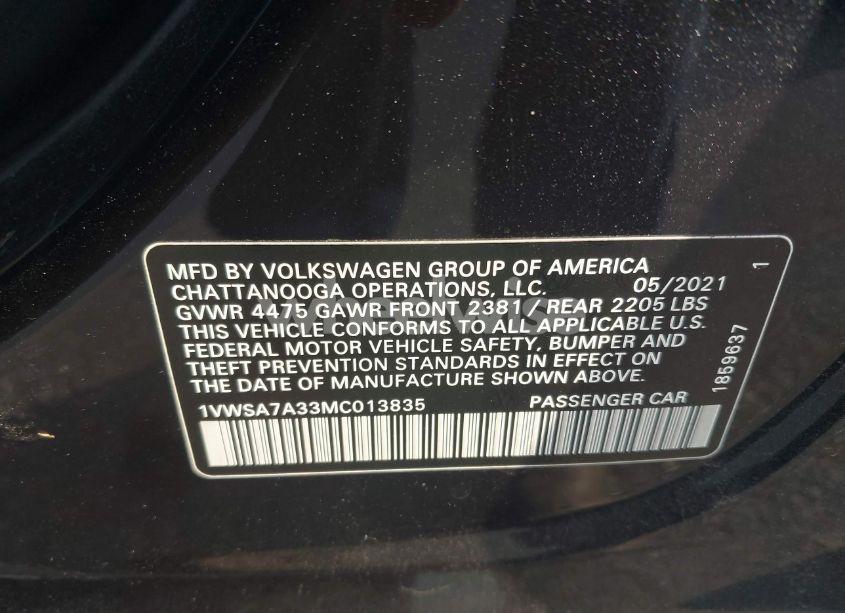 MFD BY VOLKSWAGEN GROUP OF AMERICA
CHATTANOOGA OPERATIONS, LLC. 05/2021
GVWR 4475 GAWR FRONT 2381 REAR 2205 LBS
THIS VEHICLE CONFORMS TO ALL APPLICABLE U.S.
FEDERAL MOTOR VEHICLE SAFETY, BUMPER AND
THEFT PREVENTION STANDARDS IN EFFECT ON
THE DATE OF MANUFACTURE SHOWN ABOVE.
1VWSA7A33MC013835 PASSENGER CAR
1859637 1